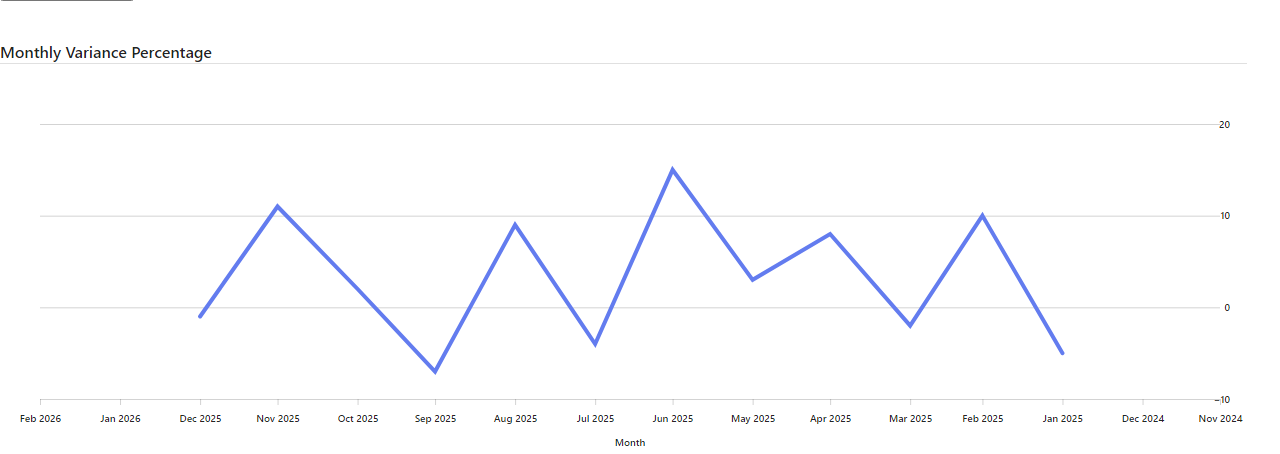 Monthly Variance Percentage
20
10
0
–10
Feb 2026 Jan 2026 Dec 2025 Nov 2025 Oct 2025 Sep 2025 Aug 2025 Jul 2025 Jun 2025 May 2025 Apr 2025 Mar 2025 Feb 2025 Jan 2025 Dec 2024 Nov 2024
Month